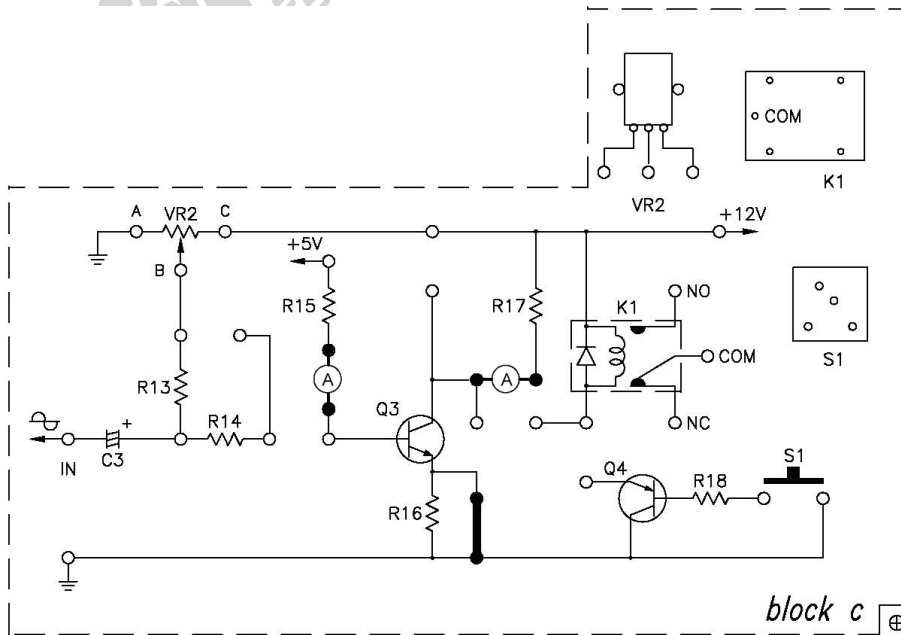 COM
K1
VR2
A
VR2
C
+12V
+5V
B
R15
R17
K1
NO
COM
S1
A
A
R13
Q3
R14
NC
+
IN
C3
Q4
R18
S1
R16
block c